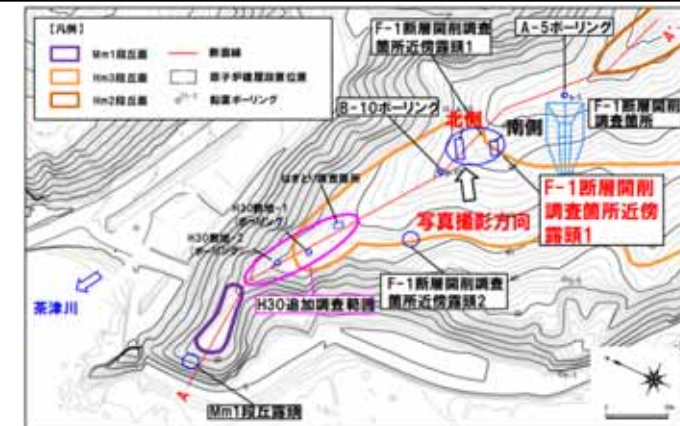 【凡例】
Mm1段丘面
Hm3段丘面
Hm2段丘面
断面線
原子炉建屋設置位置
鉛直ボーリング
F-1断層開削調査
箇所近傍露頭1
A-5ボーリング
A'
B-10ボーリング
北側
南側
F-1断層開削
調査箇所
はぎとり調査箇所
H30敷地-1
(ボーリング)
H30敷地-2
(ボーリング)
写真撮影方向
F-1断層開削
調査箇所近傍
露頭1
F-1断層開削調査
箇所近傍露頭2
H30追加調査範囲
茶津川
A
Mm1段丘露頭